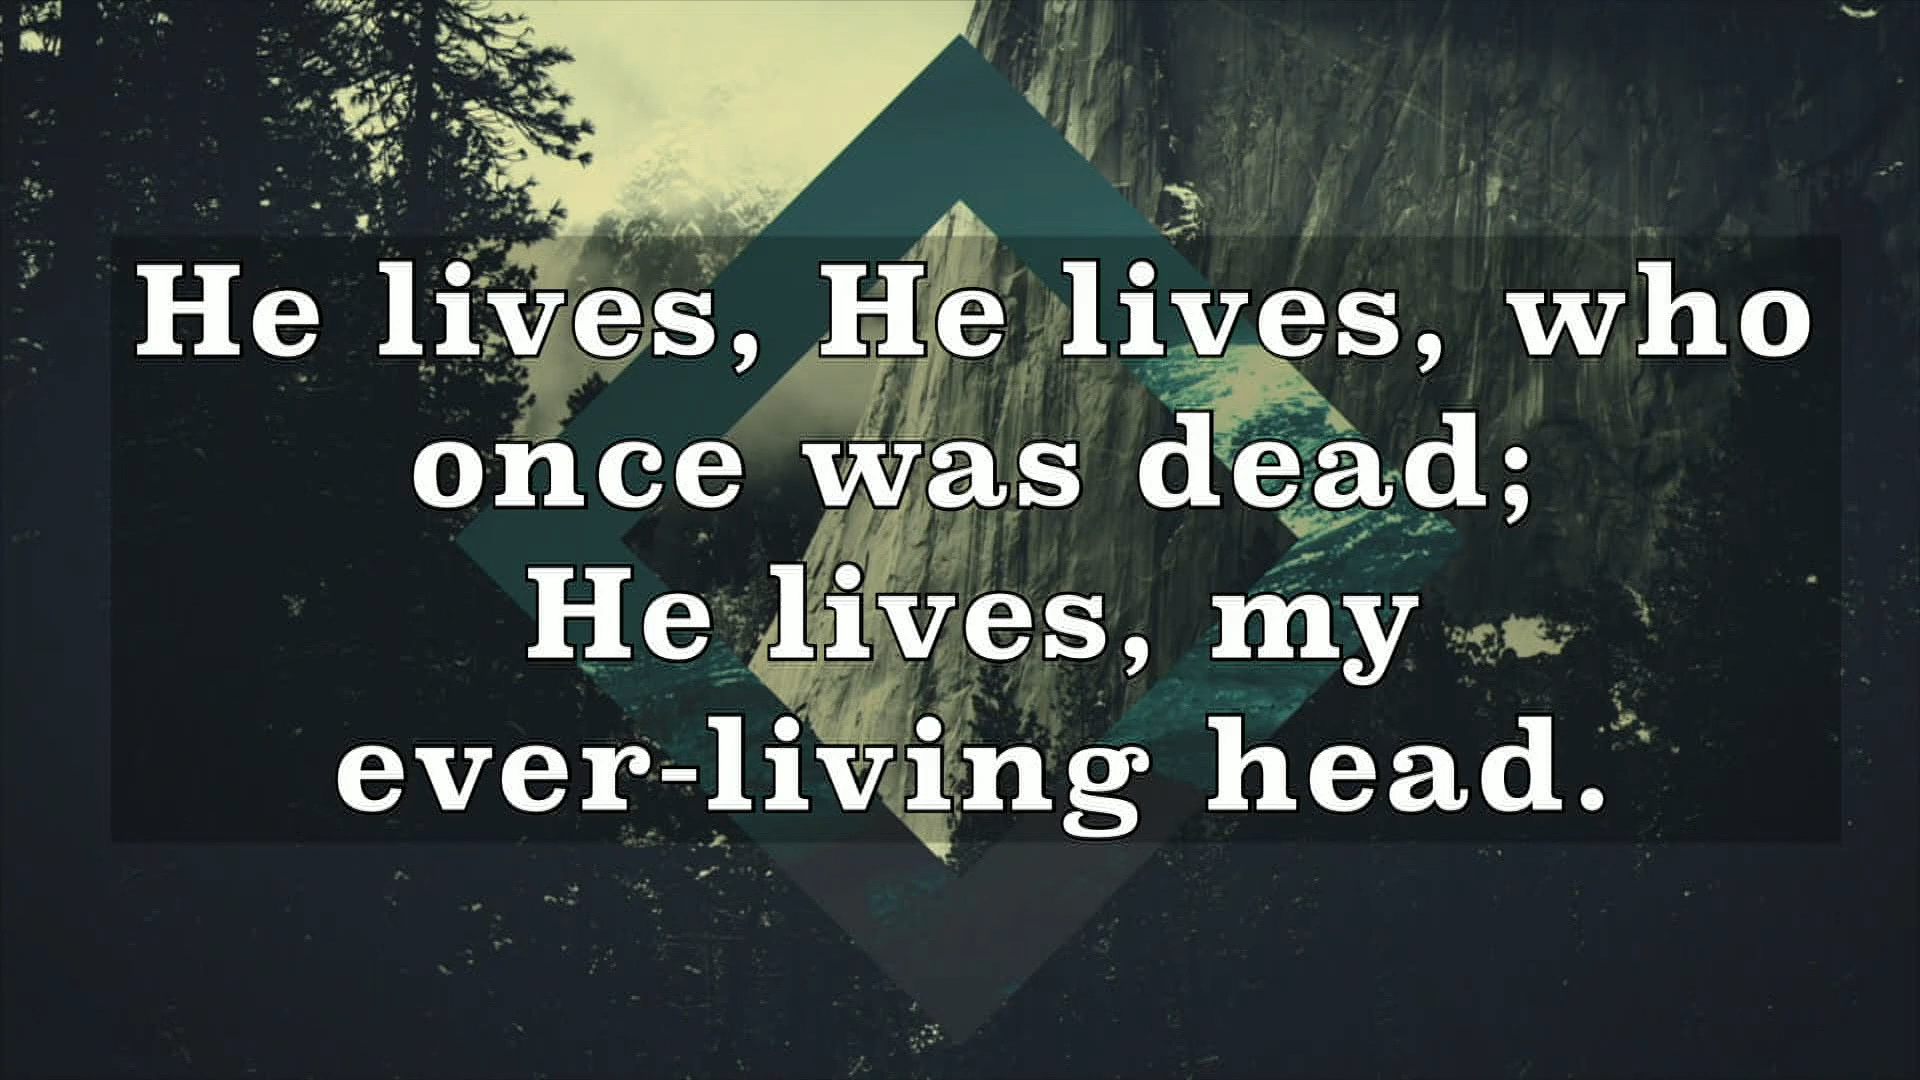 He lives, He lives, who
once was dead;
He lives, my
ever-living head.